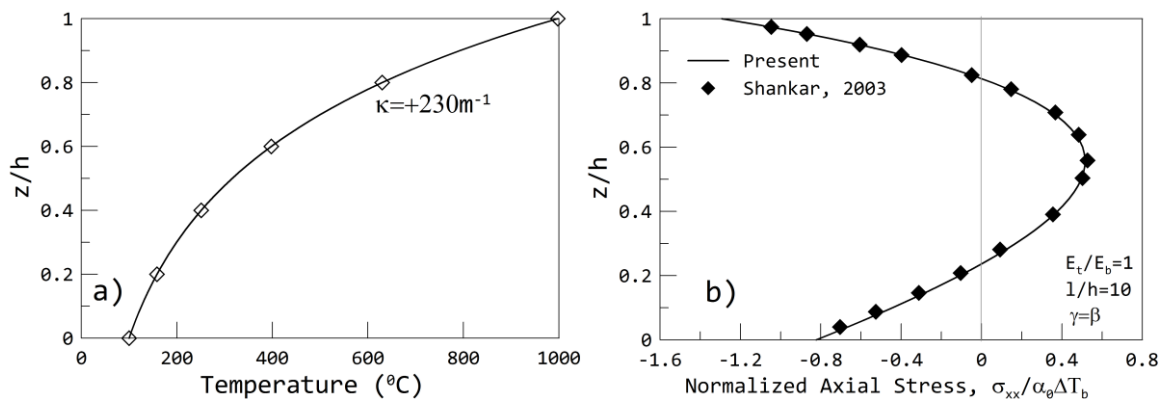 1
0.8
0.6
0.4
0.2
0
z/h
κ=+230m⁻¹
a)
0 200 400 600 800 1000
Temperature (⁰C)
1
0.8
0.6
0.4
0.2
0
z/h
Present
Shankar, 2003
Eₜ/E_b=1
l/h=10
γ=β
b)
-1.6 -1.2 -0.8 -0.4 0 0.4 0.8
Normalized Axial Stress, σₓₓ/α₀ΔT_b